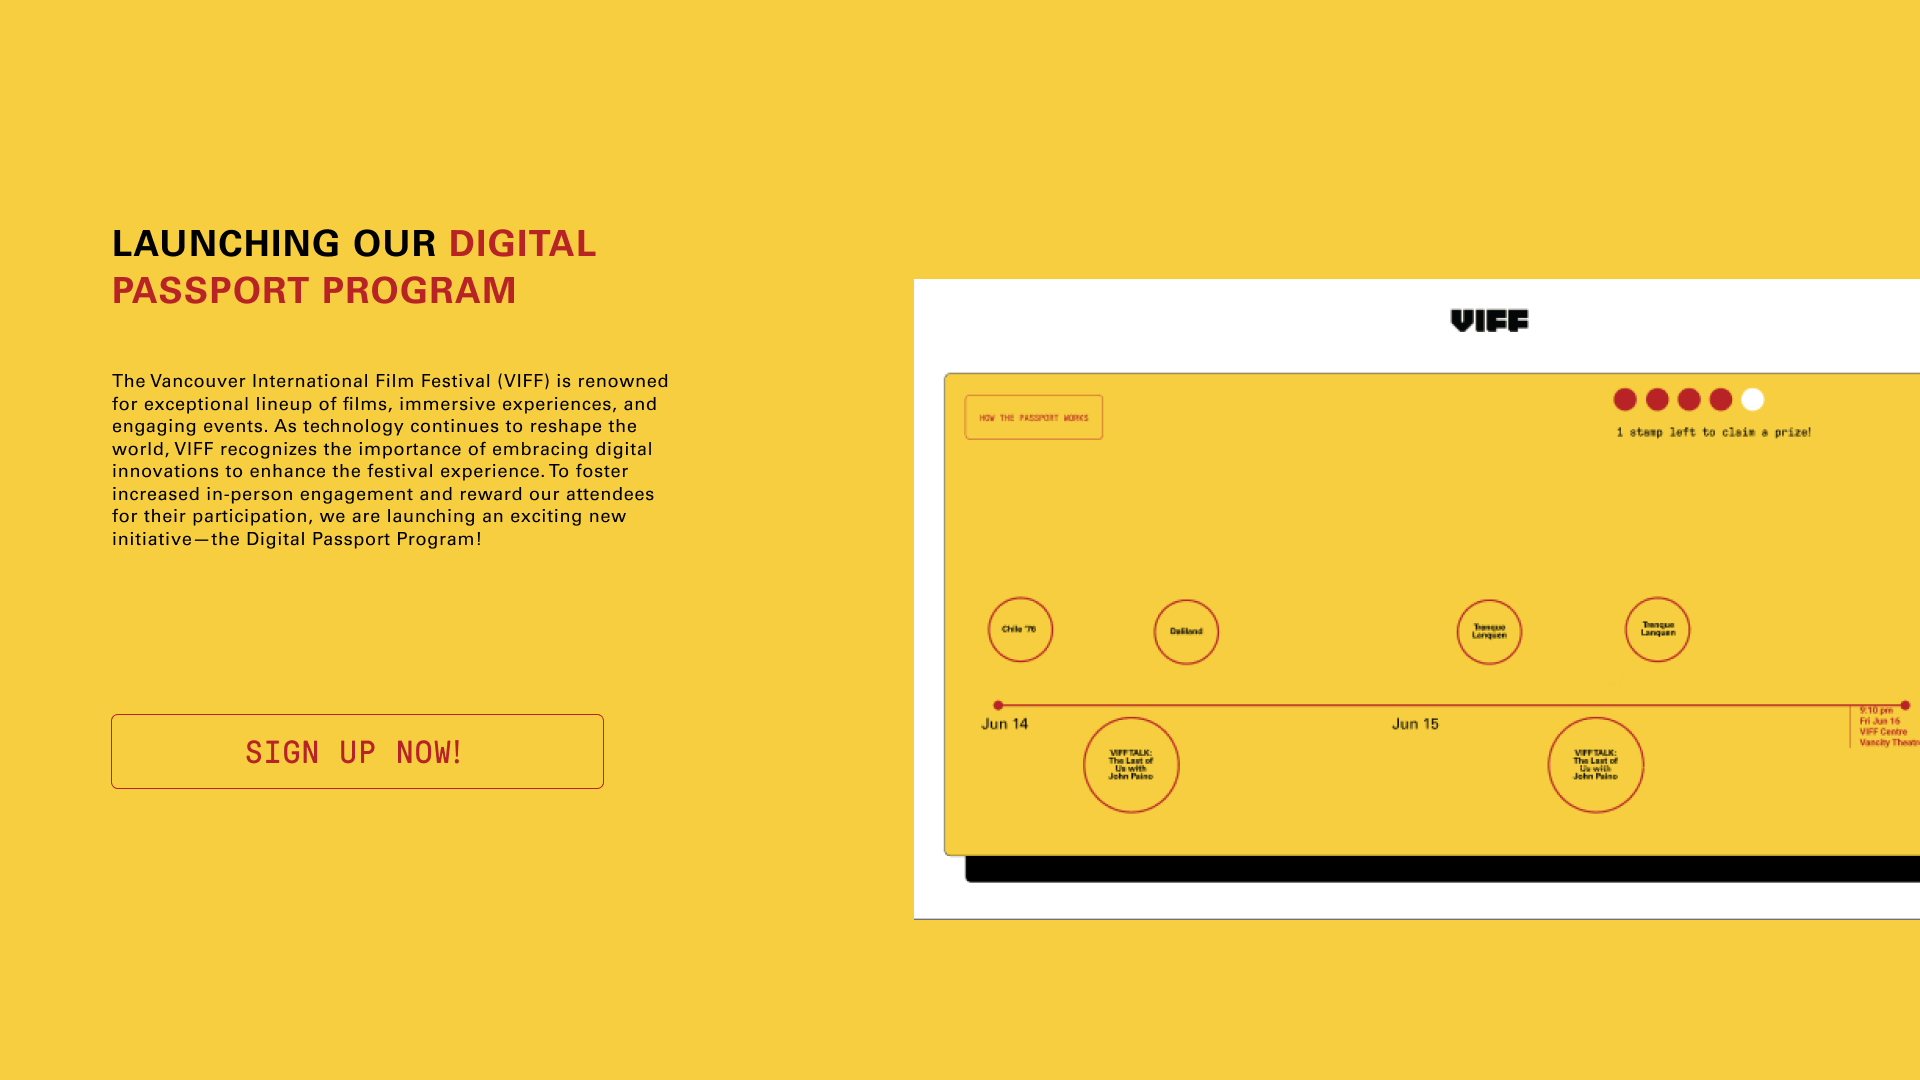 LAUNCHING OUR DIGITAL
PASSPORT PROGRAM
The Vancouver International Film Festival (VIFF) is renowned
for exceptional lineup of films, immersive experiences, and
engaging events. As technology continues to reshape the
world, VIFF recognizes the importance of embracing digital
innovations to enhance the festival experience. To foster
increased in-person engagement and reward our attendees
for their participation, we are launching an exciting new
initiative—the Digital Passport Program!
SIGN UP NOW!
VIFF
HOW THE PASSPORT WORKS
1 stamp left to claim a prize!
Chile '76
Daliland
Trenque
Lanquen
Trenque
Lanquen
Jun 14
Jun 15
9:10 pm
Fri Jun 16
VIFF Centre
Vancity Theatre
VIFF TALK:
The Last of
Us with
John Paino
VIFF TALK:
The Last of
Us with
John Paino